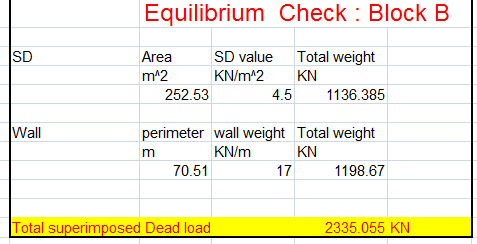 Equilibrium Check : Block B
SD Area SD value Total weight
m^2 KN/m^2 KN
252.53 4.5 1136.385
Wall perimeter wall weight Total weight
m KN/m KN
70.51 17 1198.67
Total superimposed Dead load 2335.055 KN